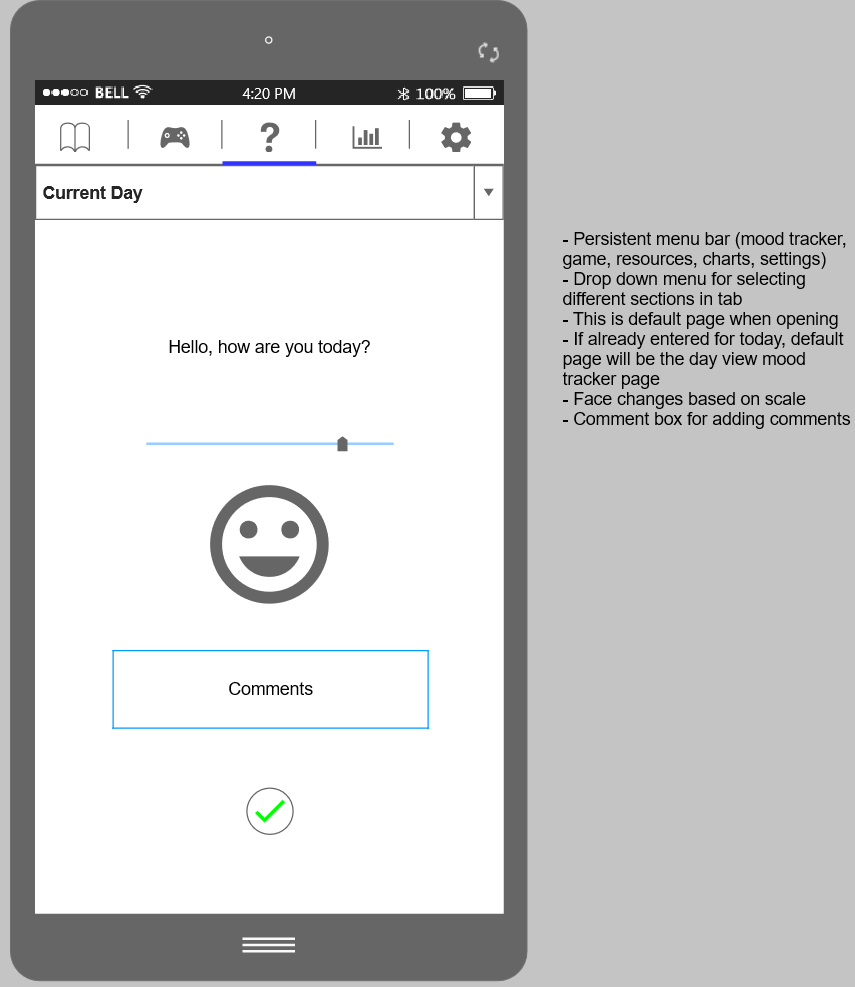 BELL 4:20 PM 100%
Current Day
Hello, how are you today?
Comments
- Persistent menu bar (mood tracker,
game, resources, charts, settings)
- Drop down menu for selecting
different sections in tab
- This is default page when opening
- If already entered for today, default
page will be the day view mood
tracker page
- Face changes based on scale
- Comment box for adding comments